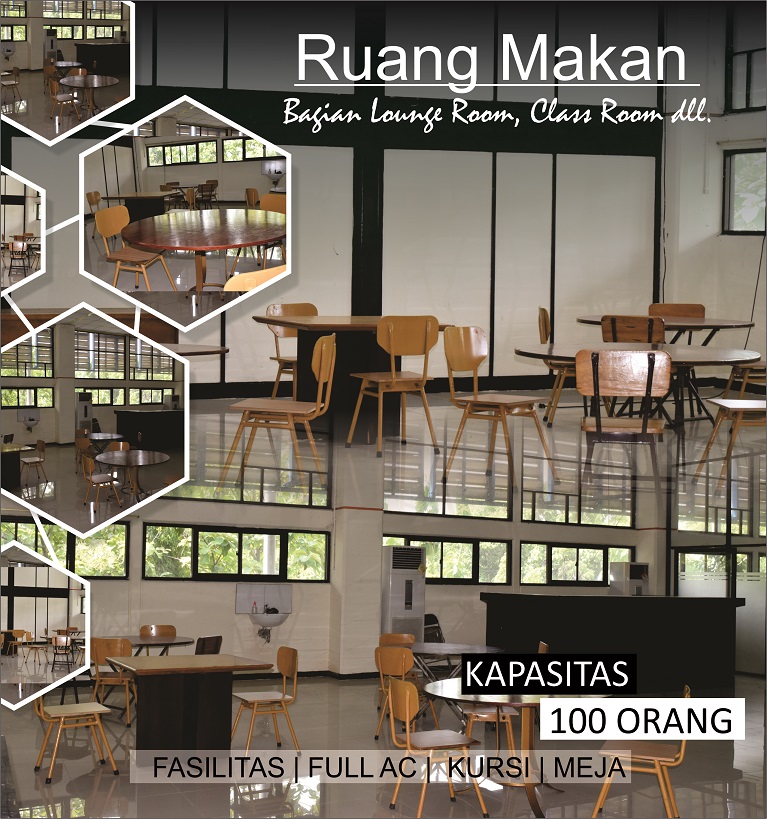 Ruang Makan
Bagian Lounge Room, Class Room dll.
KAPASITAS
100 ORANG
FASILITAS | FULL AC | KURSI | MEJA